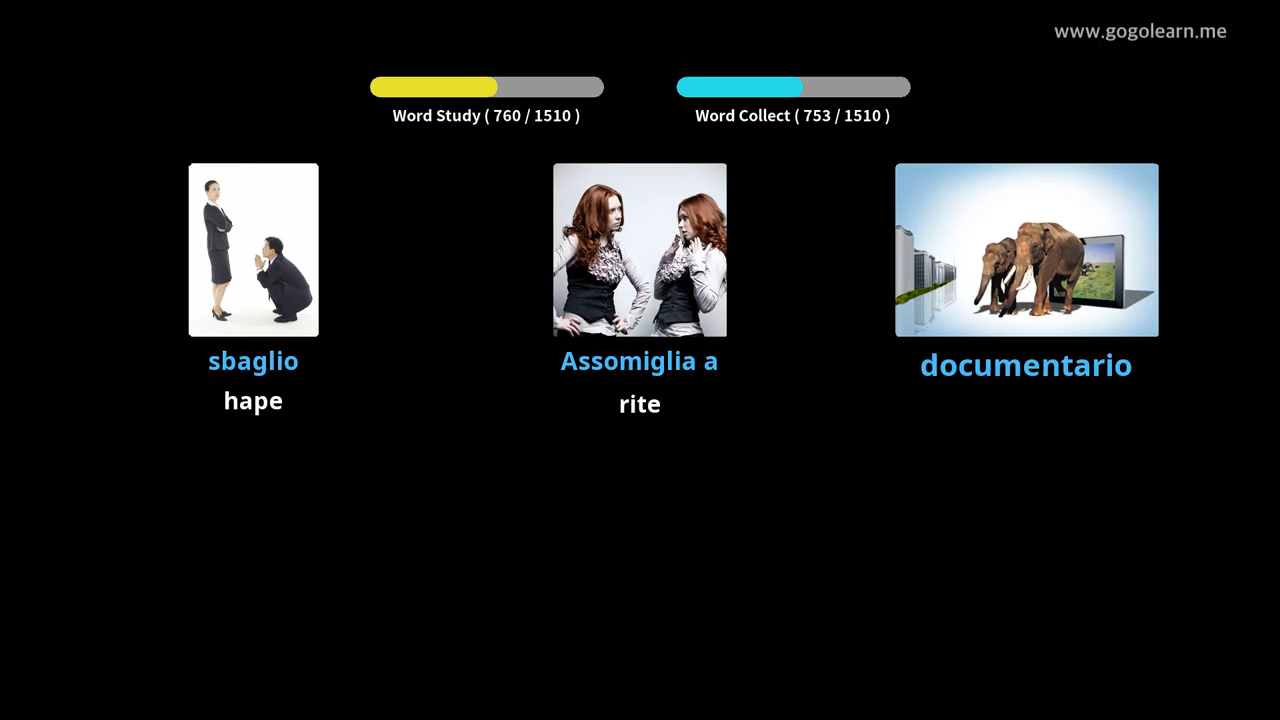 www.gogolearn.me
Word Study ( 760 / 1510 )
Word Collect ( 753 / 1510 )
sbaglio
hape
Assomiglia a
rite
documentario